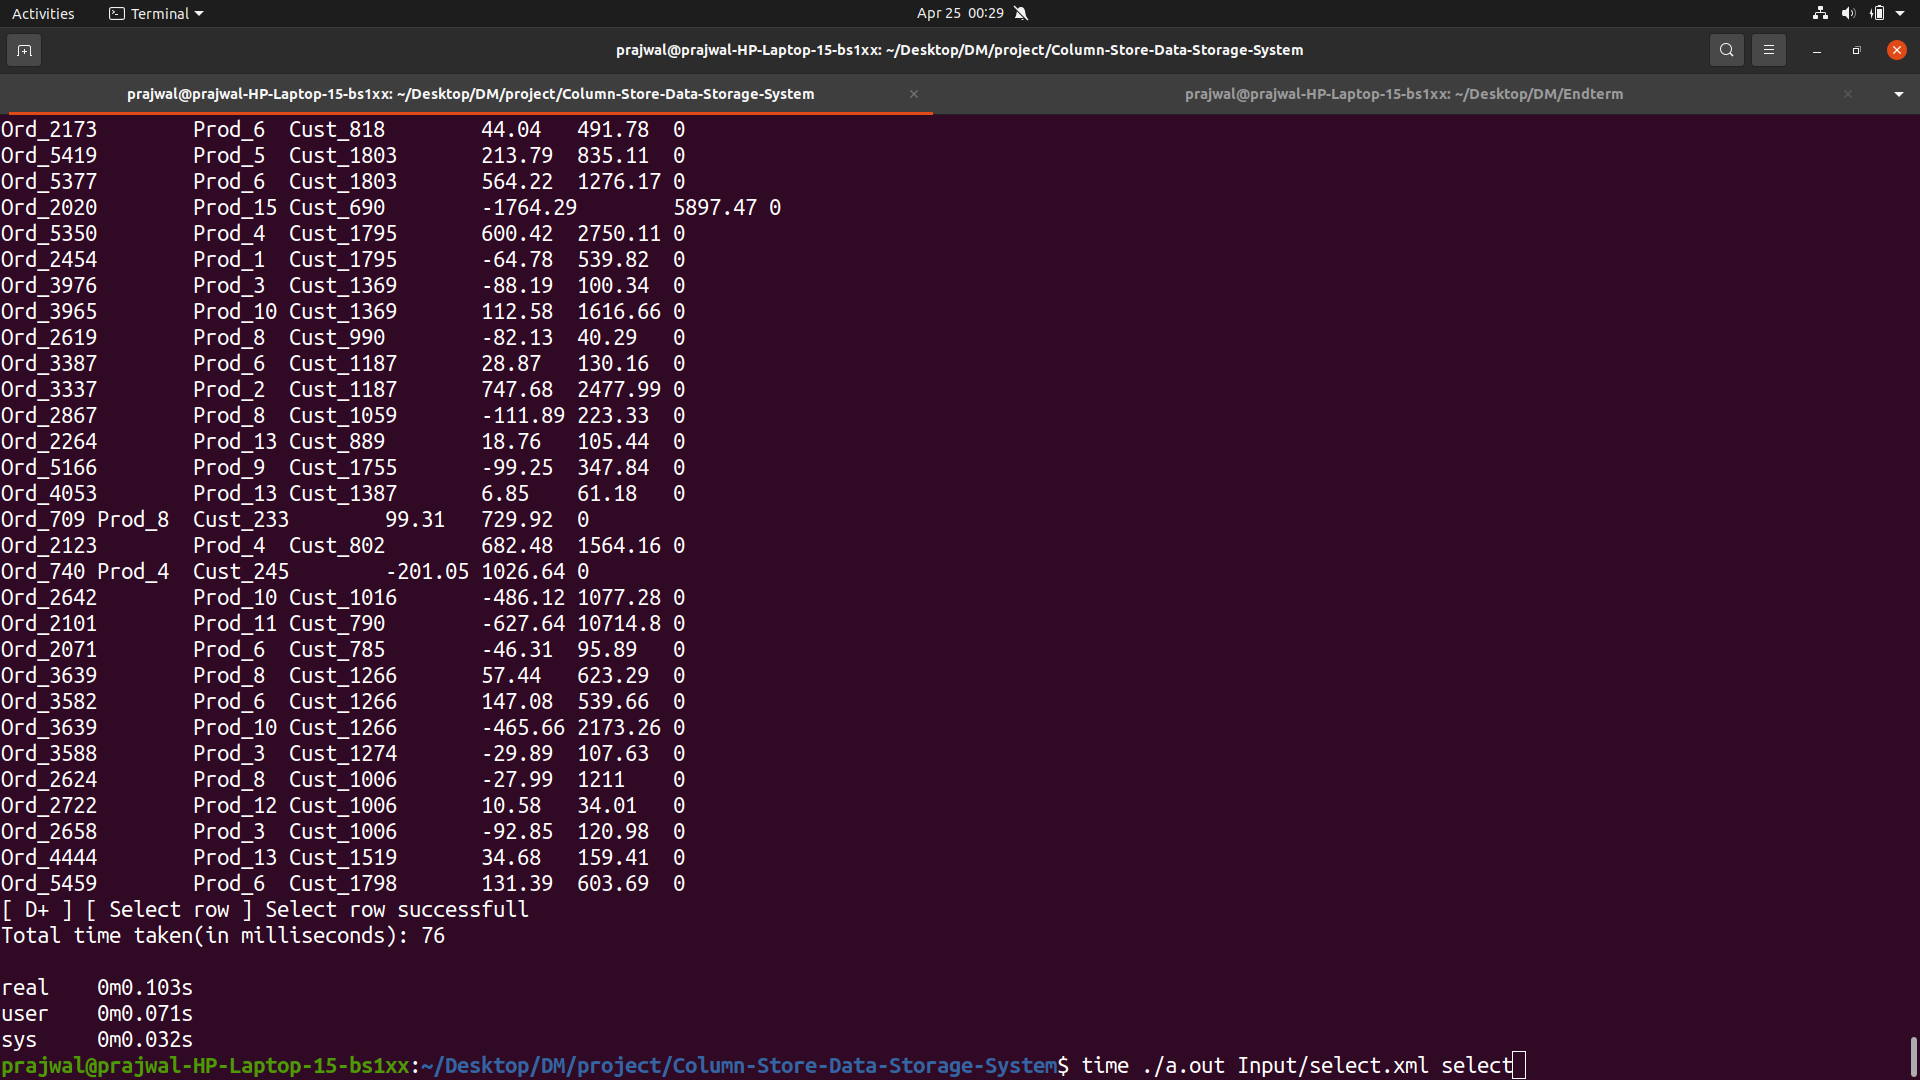 Activities Terminal Apr 25 00:29
prajwal@prajwal-HP-Laptop-15-bs1xx: ~/Desktop/DM/project/Column-Store-Data-Storage-System
prajwal@prajwal-HP-Laptop-15-bs1xx: ~/Desktop/DM/project/Column-Store-Data-Storage-System prajwal@prajwal-HP-Laptop-15-bs1xx: ~/Desktop/DM/Endterm
Ord_2173 Prod_6 Cust_818 44.04 491.78 0
Ord_5419 Prod_5 Cust_1803 213.79 835.11 0
Ord_5377 Prod_6 Cust_1803 564.22 1276.17 0
Ord_2020 Prod_15 Cust_690 -1764.29 5897.47 0
Ord_5350 Prod_4 Cust_1795 600.42 2750.11 0
Ord_2454 Prod_1 Cust_1795 -64.78 539.82 0
Ord_3976 Prod_3 Cust_1369 -88.19 100.34 0
Ord_3965 Prod_10 Cust_1369 112.58 1616.66 0
Ord_2619 Prod_8 Cust_990 -82.13 40.29 0
Ord_3387 Prod_6 Cust_1187 28.87 130.16 0
Ord_3337 Prod_2 Cust_1187 747.68 2477.99 0
Ord_2867 Prod_8 Cust_1059 -111.89 223.33 0
Ord_2264 Prod_13 Cust_889 18.76 105.44 0
Ord_5166 Prod_9 Cust_1755 -99.25 347.84 0
Ord_4053 Prod_13 Cust_1387 6.85 61.18 0
Ord_709 Prod_8 Cust_233 99.31 729.92 0
Ord_2123 Prod_4 Cust_802 682.48 1564.16 0
Ord_740 Prod_4 Cust_245 -201.05 1026.64 0
Ord_2642 Prod_10 Cust_1016 -486.12 1077.28 0
Ord_2101 Prod_11 Cust_790 -627.64 10714.8 0
Ord_2071 Prod_6 Cust_785 -46.31 95.89 0
Ord_3639 Prod_8 Cust_1266 57.44 623.29 0
Ord_3582 Prod_6 Cust_1266 147.08 539.66 0
Ord_3639 Prod_10 Cust_1266 -465.66 2173.26 0
Ord_3588 Prod_3 Cust_1274 -29.89 107.63 0
Ord_2624 Prod_8 Cust_1006 -27.99 1211 0
Ord_2722 Prod_12 Cust_1006 10.58 34.01 0
Ord_2658 Prod_3 Cust_1006 -92.85 120.98 0
Ord_4444 Prod_13 Cust_1519 34.68 159.41 0
Ord_5459 Prod_6 Cust_1798 131.39 603.69 0
[ D+ ] [ Select row ] Select row successfull
Total time taken(in milliseconds): 76
real 0m0.103s
user 0m0.071s
sys 0m0.032s
prajwal@prajwal-HP-Laptop-15-bs1xx:~/Desktop/DM/project/Column-Store-Data-Storage-System$ time ./a.out Input/select.xml select